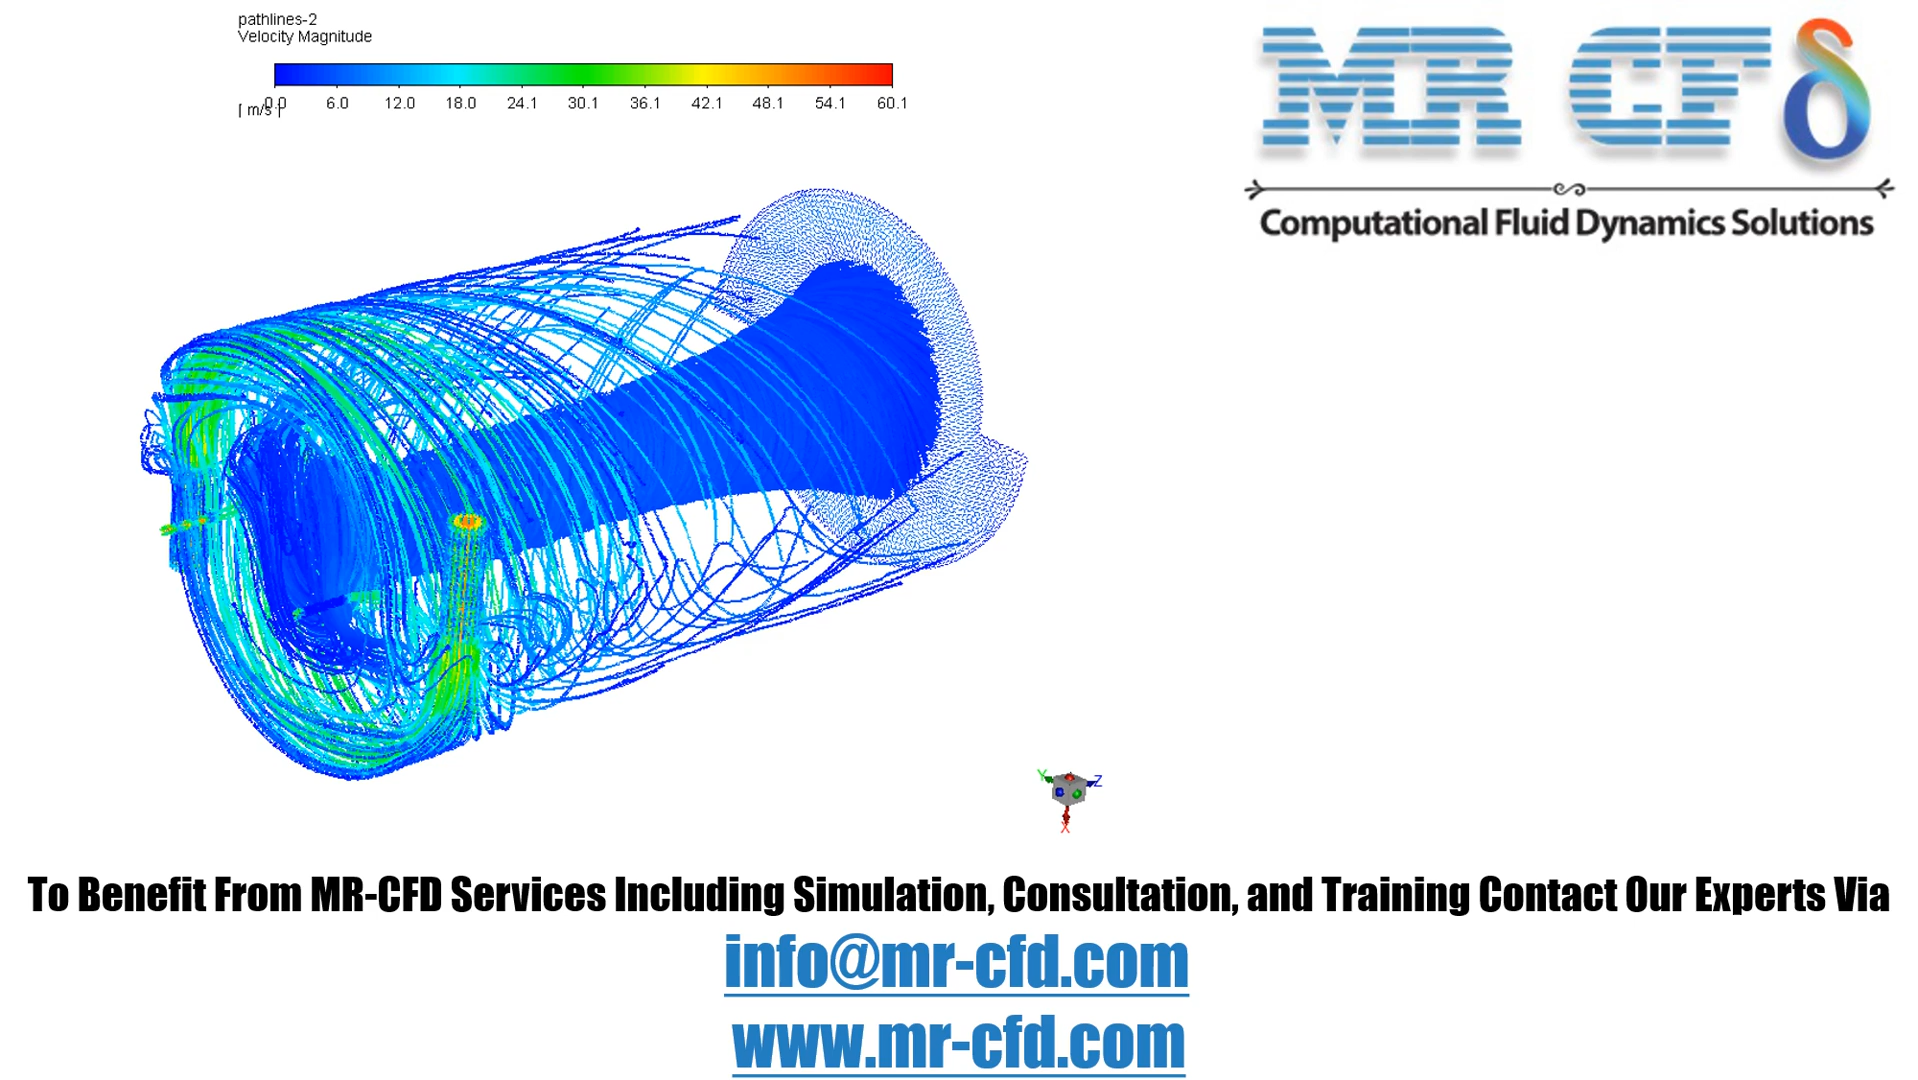 pathlines-2
Velocity Magnitude
0.0 6.0 12.0 18.0 24.1 30.1 36.1 42.1 48.1 54.1 60.1
[ m/s ]
MR CFδ
Computational Fluid Dynamics Solutions
Y Z
X
To Benefit From MR-CFD Services Including Simulation, Consultation, and Training Contact Our Experts Via
info@mr-cfd.com
www.mr-cfd.com